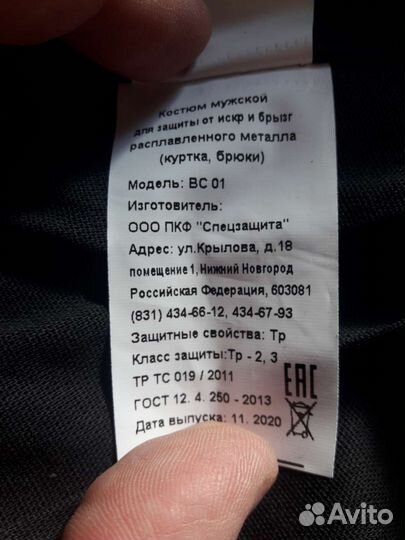 Костюм мужской
для защиты от искр и брызг
расплавленного металла
(куртка, брюки)
Модель: ВС 01
Изготовитель:
ООО ПКФ "Спецзащита"
Адрес: ул.Крылова, д.18
помещение 1, Нижний Новгород
Российская Федерация, 603081
(831) 434-66-12, 434-67-93
Защитные свойства: Тр
Класс защиты:Тр - 2, 3
ТР ТС 019 / 2011
ГОСТ 12. 4. 250 - 2013
Дата выпуска: 11. 2020
EAC
Avito